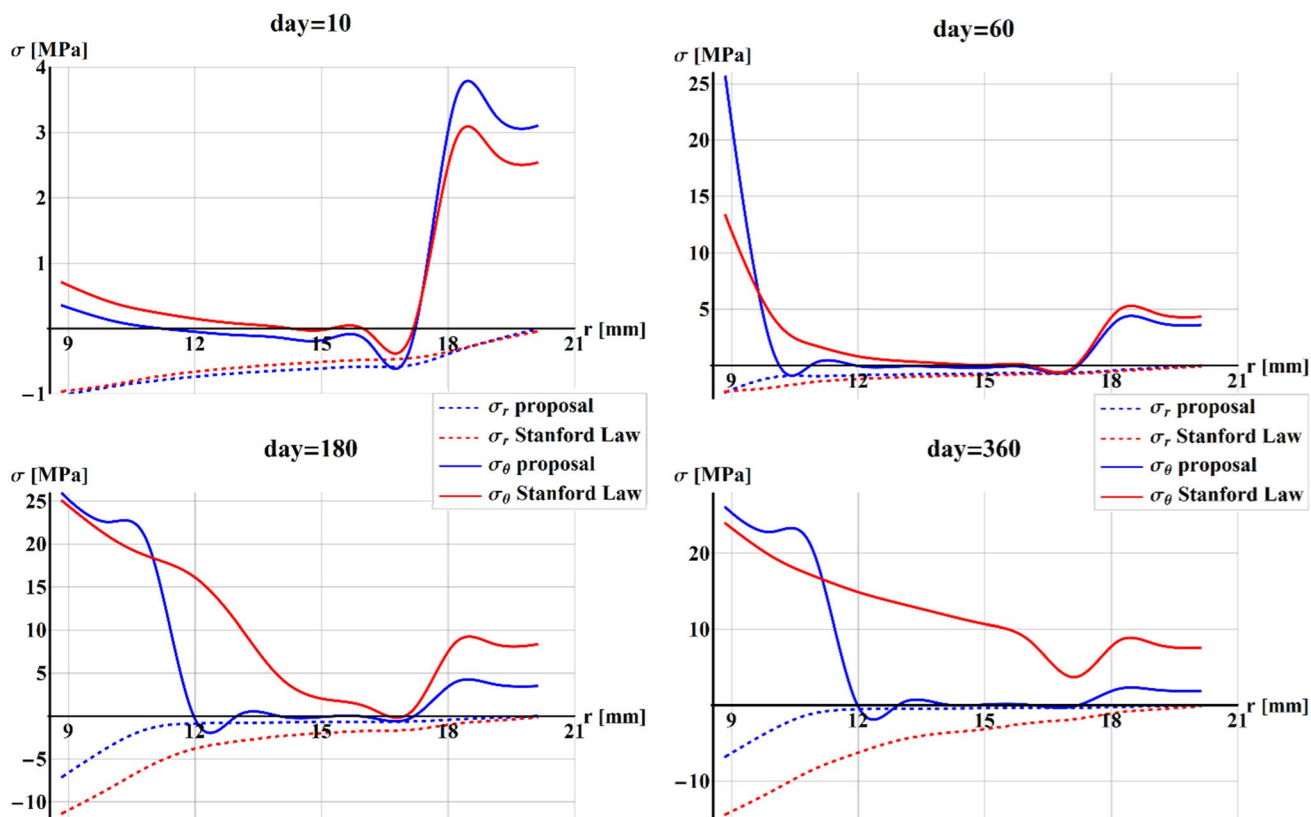 day=10
σ [MPa]
4
3
2
1
−1
9
12
15
18
21
r [mm]
day=60
σ [MPa]
25
20
15
10
5
9
12
15
18
21
r [mm]
σr proposal
σr Stanford Law
σθ proposal
σθ Stanford Law
σr proposal
σr Stanford Law
σθ proposal
σθ Stanford Law
day=180
σ [MPa]
25
20
15
10
5
−5
−10
9
12
15
18
21
r [mm]
day=360
σ [MPa]
20
10
−10
9
12
15
18
21
r [mm]